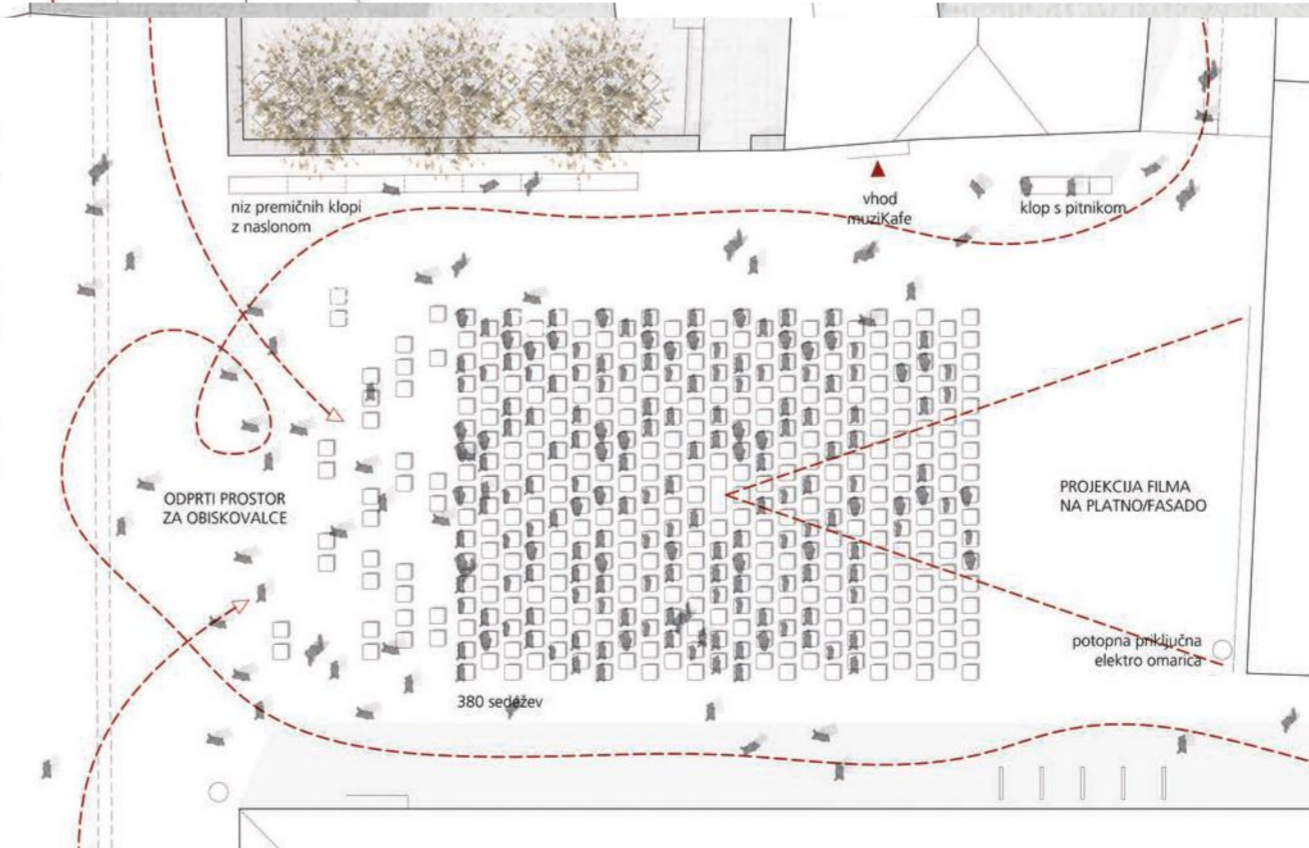 niz premičnih klopi
z naslonom
vhod
muziKafe
klop s pitnikom
ODPRTI PROSTOR
ZA OBISKOVALCE
PROJEKCIJA FILMA
NA PLATNO/FASADO
potopna priključna
elektro omarica
380 sedežev